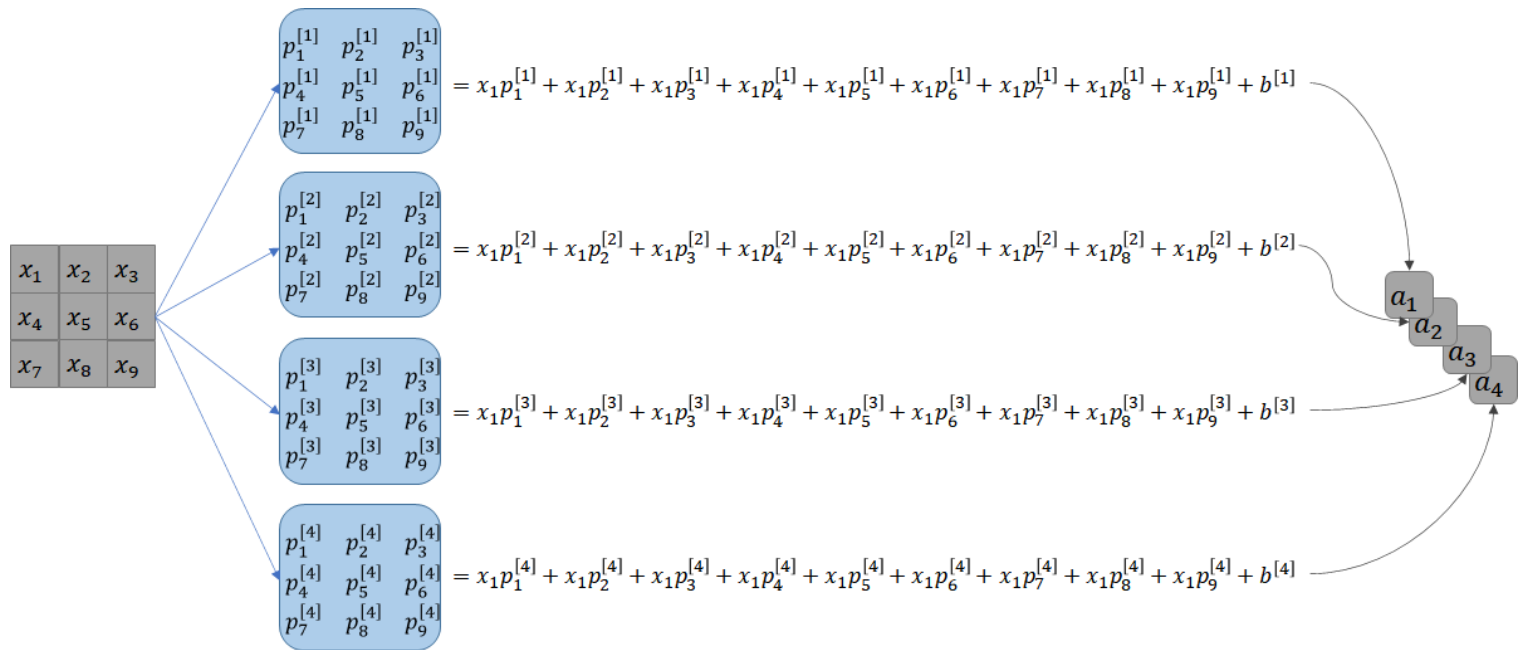 p₁^[1] p₂^[1] p₃^[1]
p₄^[1] p₅^[1] p₆^[1] = x₁p₁^[1] + x₁p₂^[1] + x₁p₃^[1] + x₁p₄^[1] + x₁p₅^[1] + x₁p₆^[1] + x₁p₇^[1] + x₁p₈^[1] + x₁p₉^[1] + b^[1]
p₇^[1] p₈^[1] p₉^[1]
p₁^[2] p₂^[2] p₃^[2]
p₄^[2] p₅^[2] p₆^[2] = x₁p₁^[2] + x₁p₂^[2] + x₁p₃^[2] + x₁p₄^[2] + x₁p₅^[2] + x₁p₆^[2] + x₁p₇^[2] + x₁p₈^[2] + x₁p₉^[2] + b^[2]
p₇^[2] p₈^[2] p₉^[2]
x₁ x₂ x₃
x₄ x₅ x₆
x₇ x₈ x₉
a₁
a₂
a₃
a₄
p₁^[3] p₂^[3] p₃^[3]
p₄^[3] p₅^[3] p₆^[3] = x₁p₁^[3] + x₁p₂^[3] + x₁p₃^[3] + x₁p₄^[3] + x₁p₅^[3] + x₁p₆^[3] + x₁p₇^[3] + x₁p₈^[3] + x₁p₉^[3] + b^[3]
p₇^[3] p₈^[3] p₉^[3]
p₁^[4] p₂^[4] p₃^[4]
p₄^[4] p₅^[4] p₆^[4] = x₁p₁^[4] + x₁p₂^[4] + x₁p₃^[4] + x₁p₄^[4] + x₁p₅^[4] + x₁p₆^[4] + x₁p₇^[4] + x₁p₈^[4] + x₁p₉^[4] + b^[4]
p₇^[4] p₈^[4] p₉^[4]